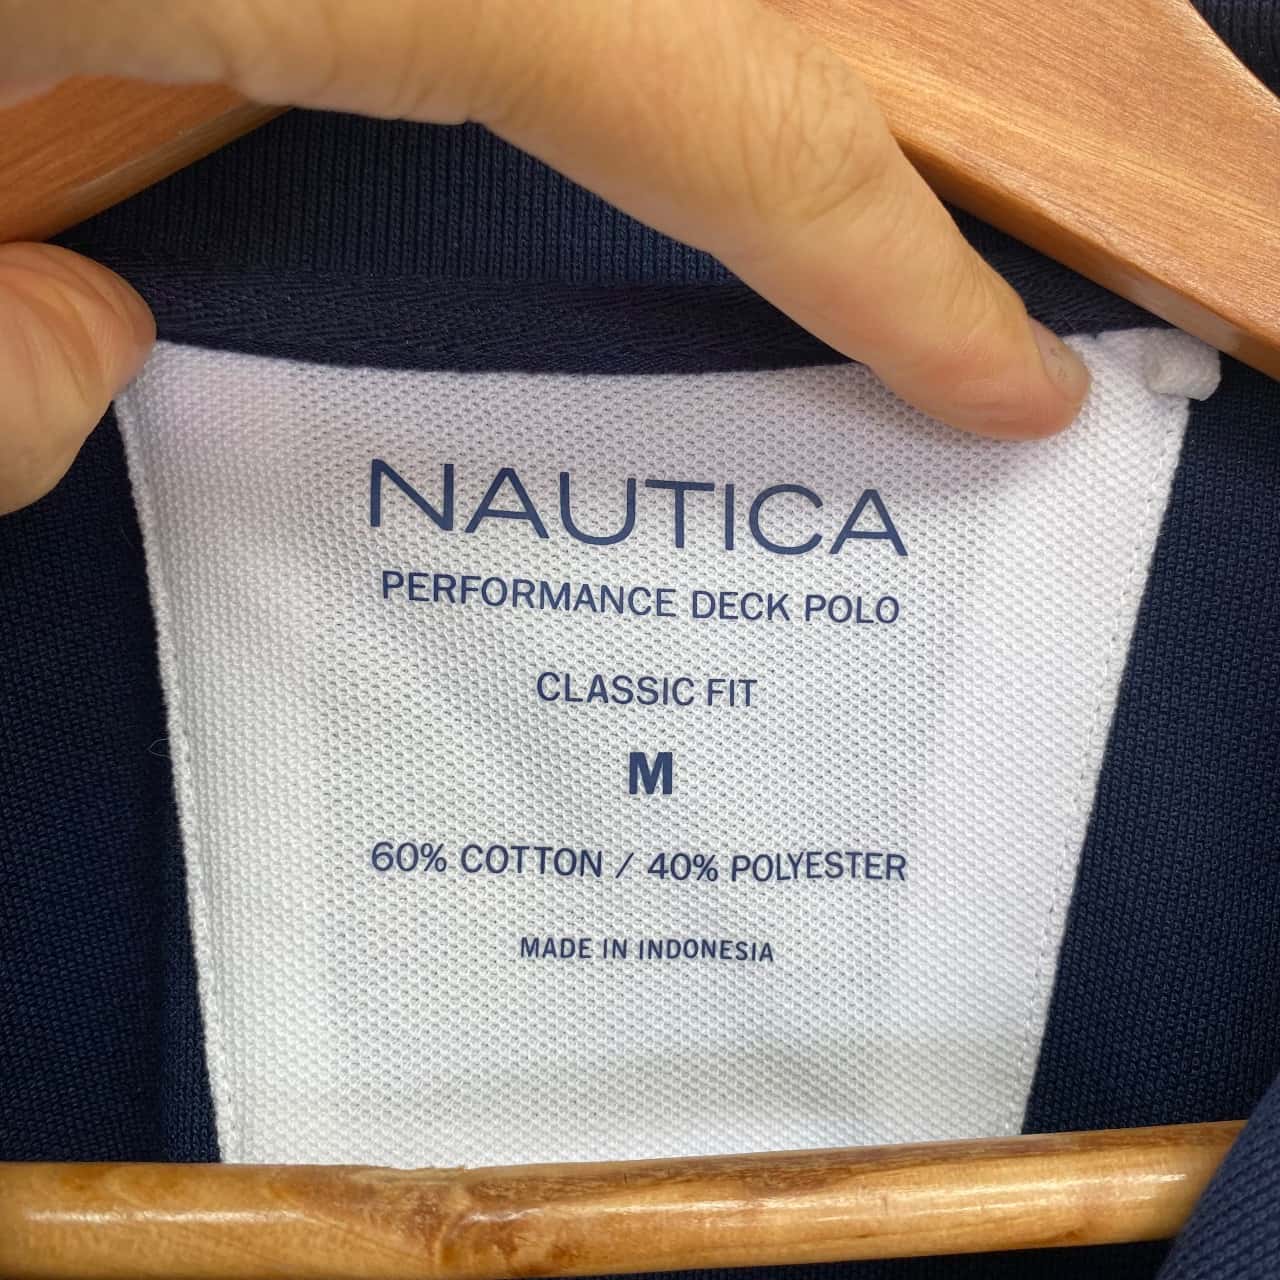 NAUTICA
PERFORMANCE DECK POLO
CLASSIC FIT
M
60% COTTON / 40% POLYESTER
MADE IN INDONESIA